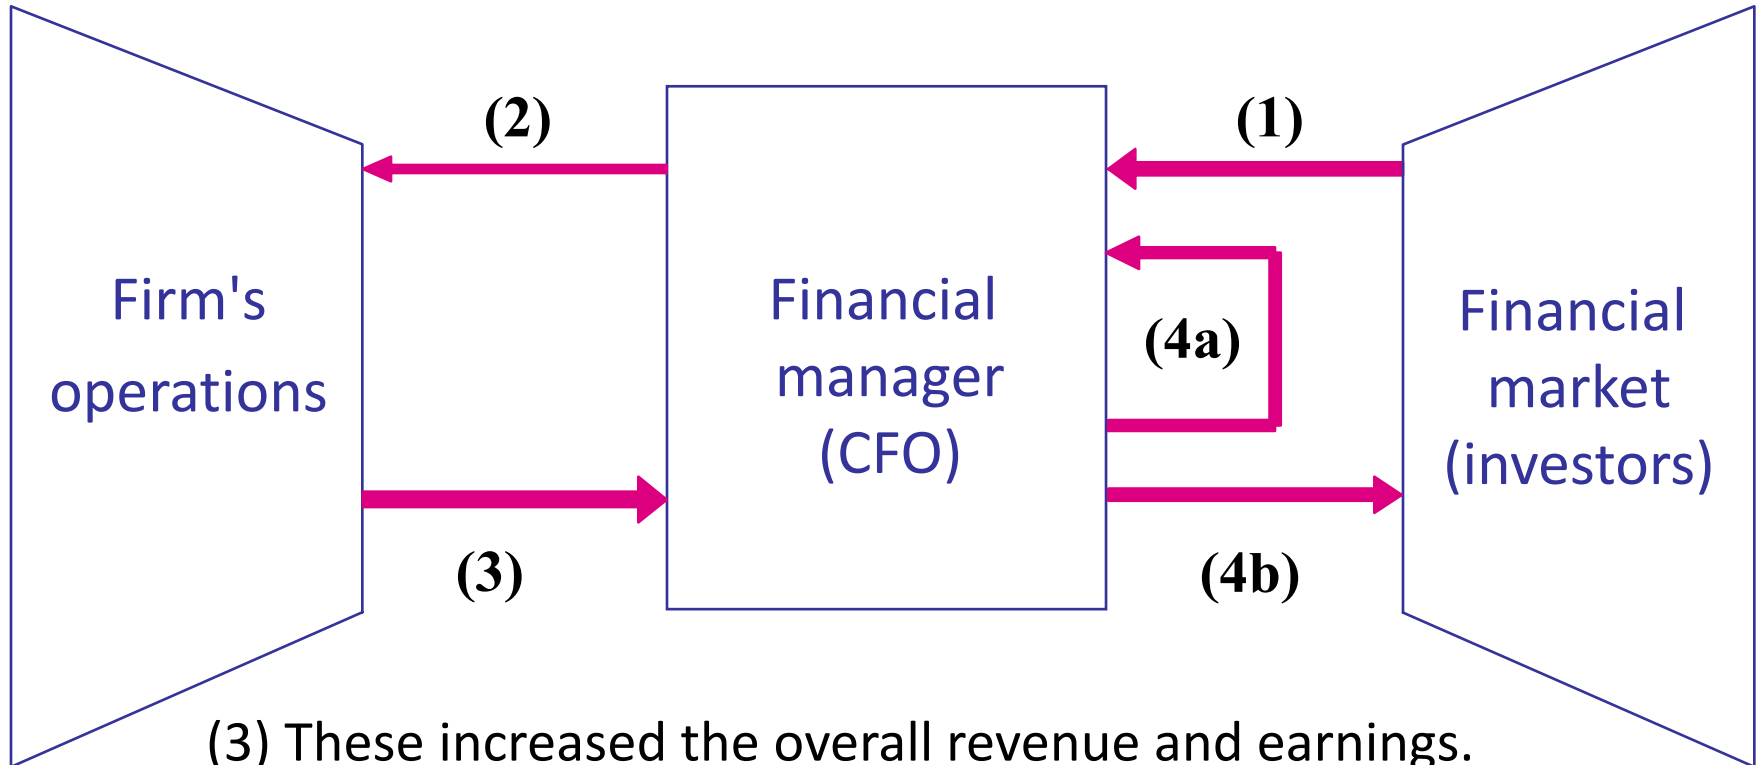 (2)
(1)
Firm's
operations
Financial
manager
(CFO)
(4a)
Financial
market
(investors)
(3)
(4b)
(3) These increased the overall revenue and earnings.